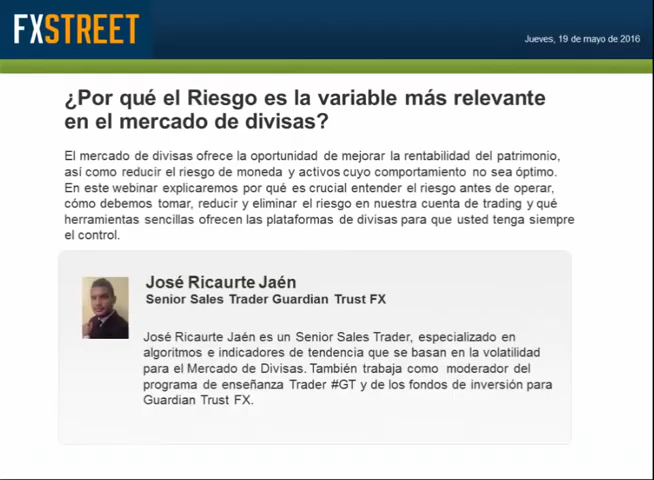 FXSTREET
Jueves, 19 de mayo de 2016
¿Por qué el Riesgo es la variable más relevante
en el mercado de divisas?
El mercado de divisas ofrece la oportunidad de mejorar la rentabilidad del patrimonio,
así como reducir el riesgo de moneda y activos cuyo comportamiento no sea óptimo.
En este webinar explicaremos por qué es crucial entender el riesgo antes de operar,
cómo debemos tomar, reducir y eliminar el riesgo en nuestra cuenta de trading y qué
herramientas sencillas ofrecen las plataformas de divisas para que usted tenga siempre
el control.
José Ricaurte Jaén
Senior Sales Trader Guardian Trust FX
José Ricaurte Jaén es un Senior Sales Trader, especializado en
algoritmos e indicadores de tendencia que se basan en la volatilidad
para el Mercado de Divisas. También trabaja como moderador del
programa de enseñanza Trader #GT y de los fondos de inversión para
Guardian Trust FX.